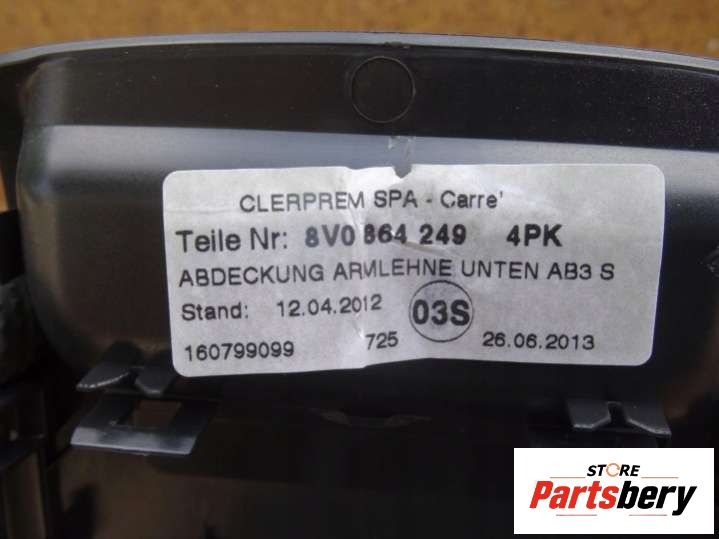 CLERPREM SPA - Carre'
Teile Nr: 8V0 864 249 4PK
ABDECKUNG ARMLEHNE UNTEN AB3 S
Stand: 12.04.2012 03S
160799099 725 26.06.2013
STORE
Partsbery